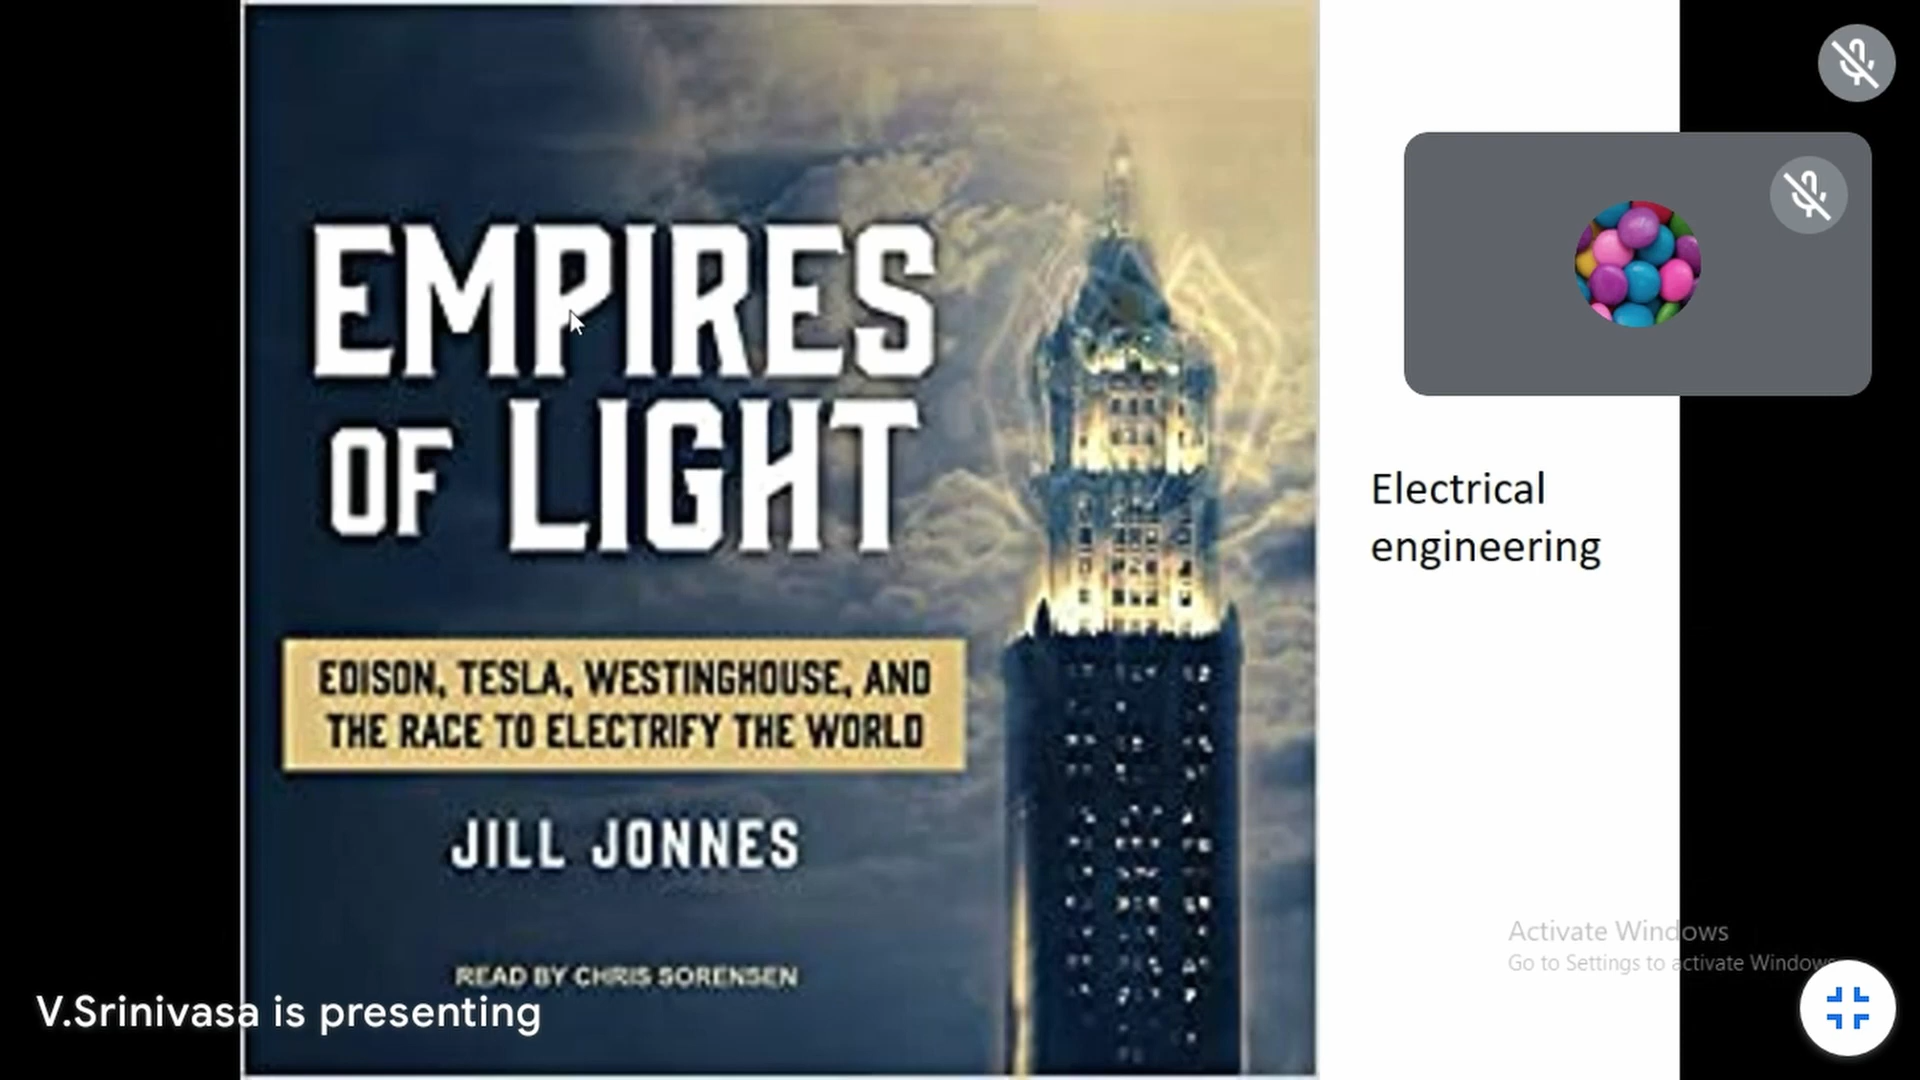 EMPIRES
OF LIGHT
EDISON, TESLA, WESTINGHOUSE, AND
THE RACE TO ELECTRIFY THE WORLD
JILL JONNES
READ BY CHRIS SORENSEN
Electrical
engineering
Activate Windows
Go to Settings to activate Windows.
V.Srinivasa is presenting